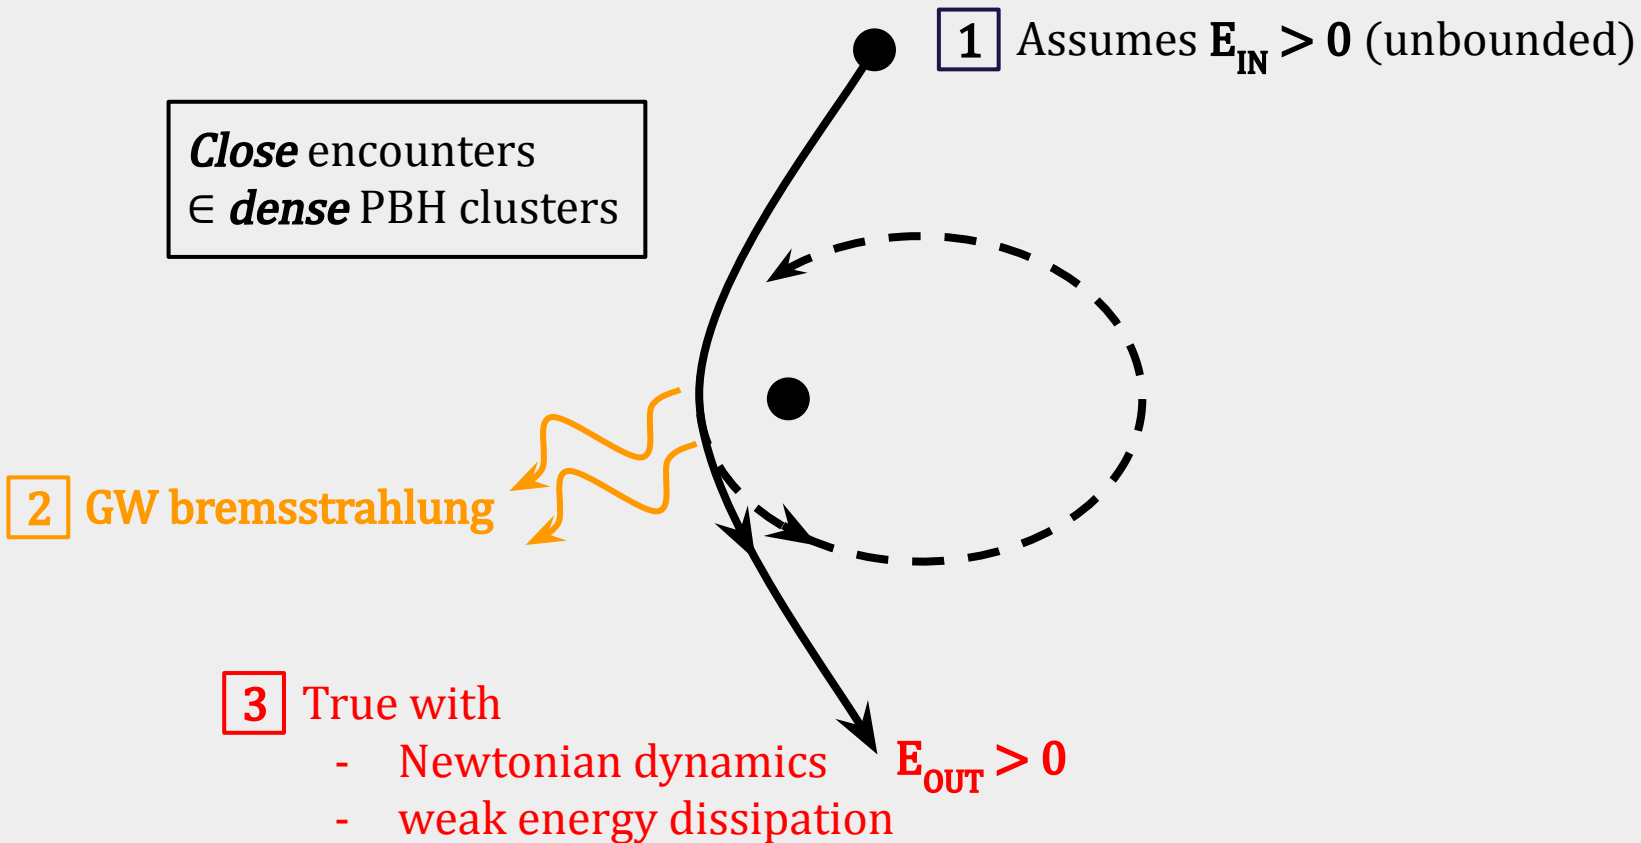 1 Assumes E_IN > 0 (unbounded)
Close encounters
∈ dense PBH clusters
2 GW bremsstrahlung
3 True with
- Newtonian dynamics
E_OUT > 0
- weak energy dissipation